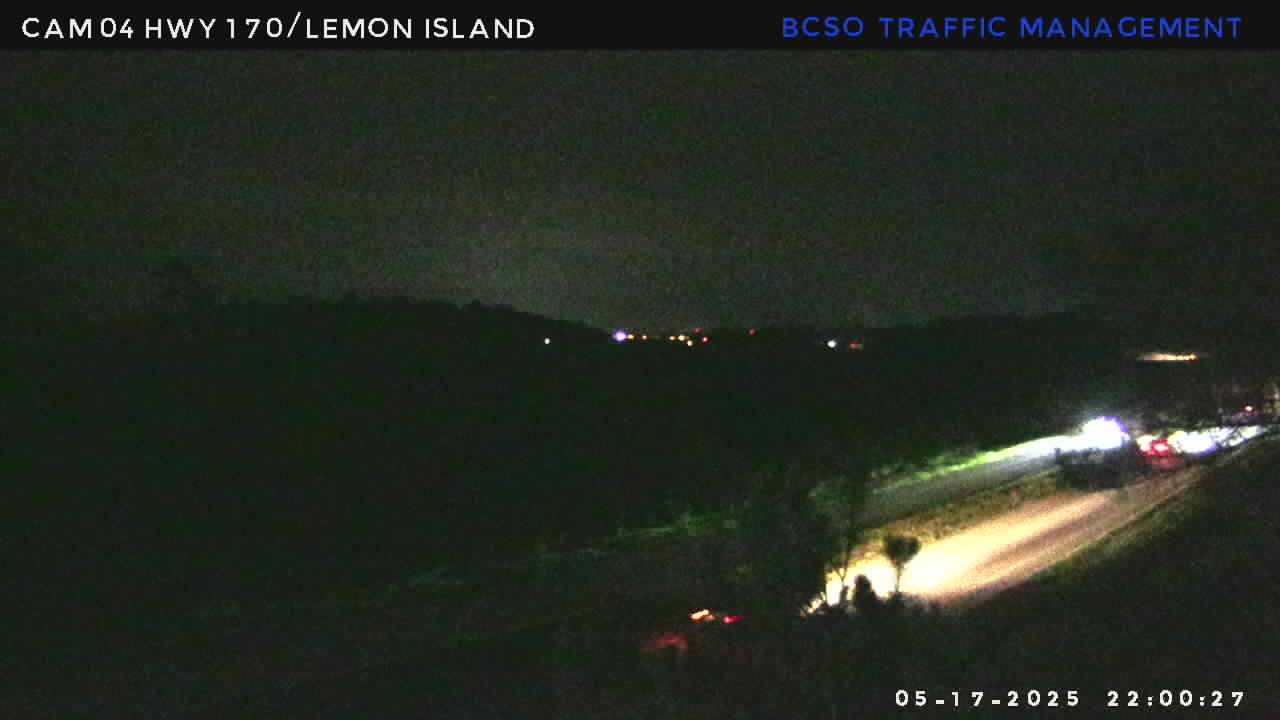 CAM04 HWY 170/LEMON ISLAND
BCSO TRAFFIC MANAGEMENT
05-17-2025 22:00:27